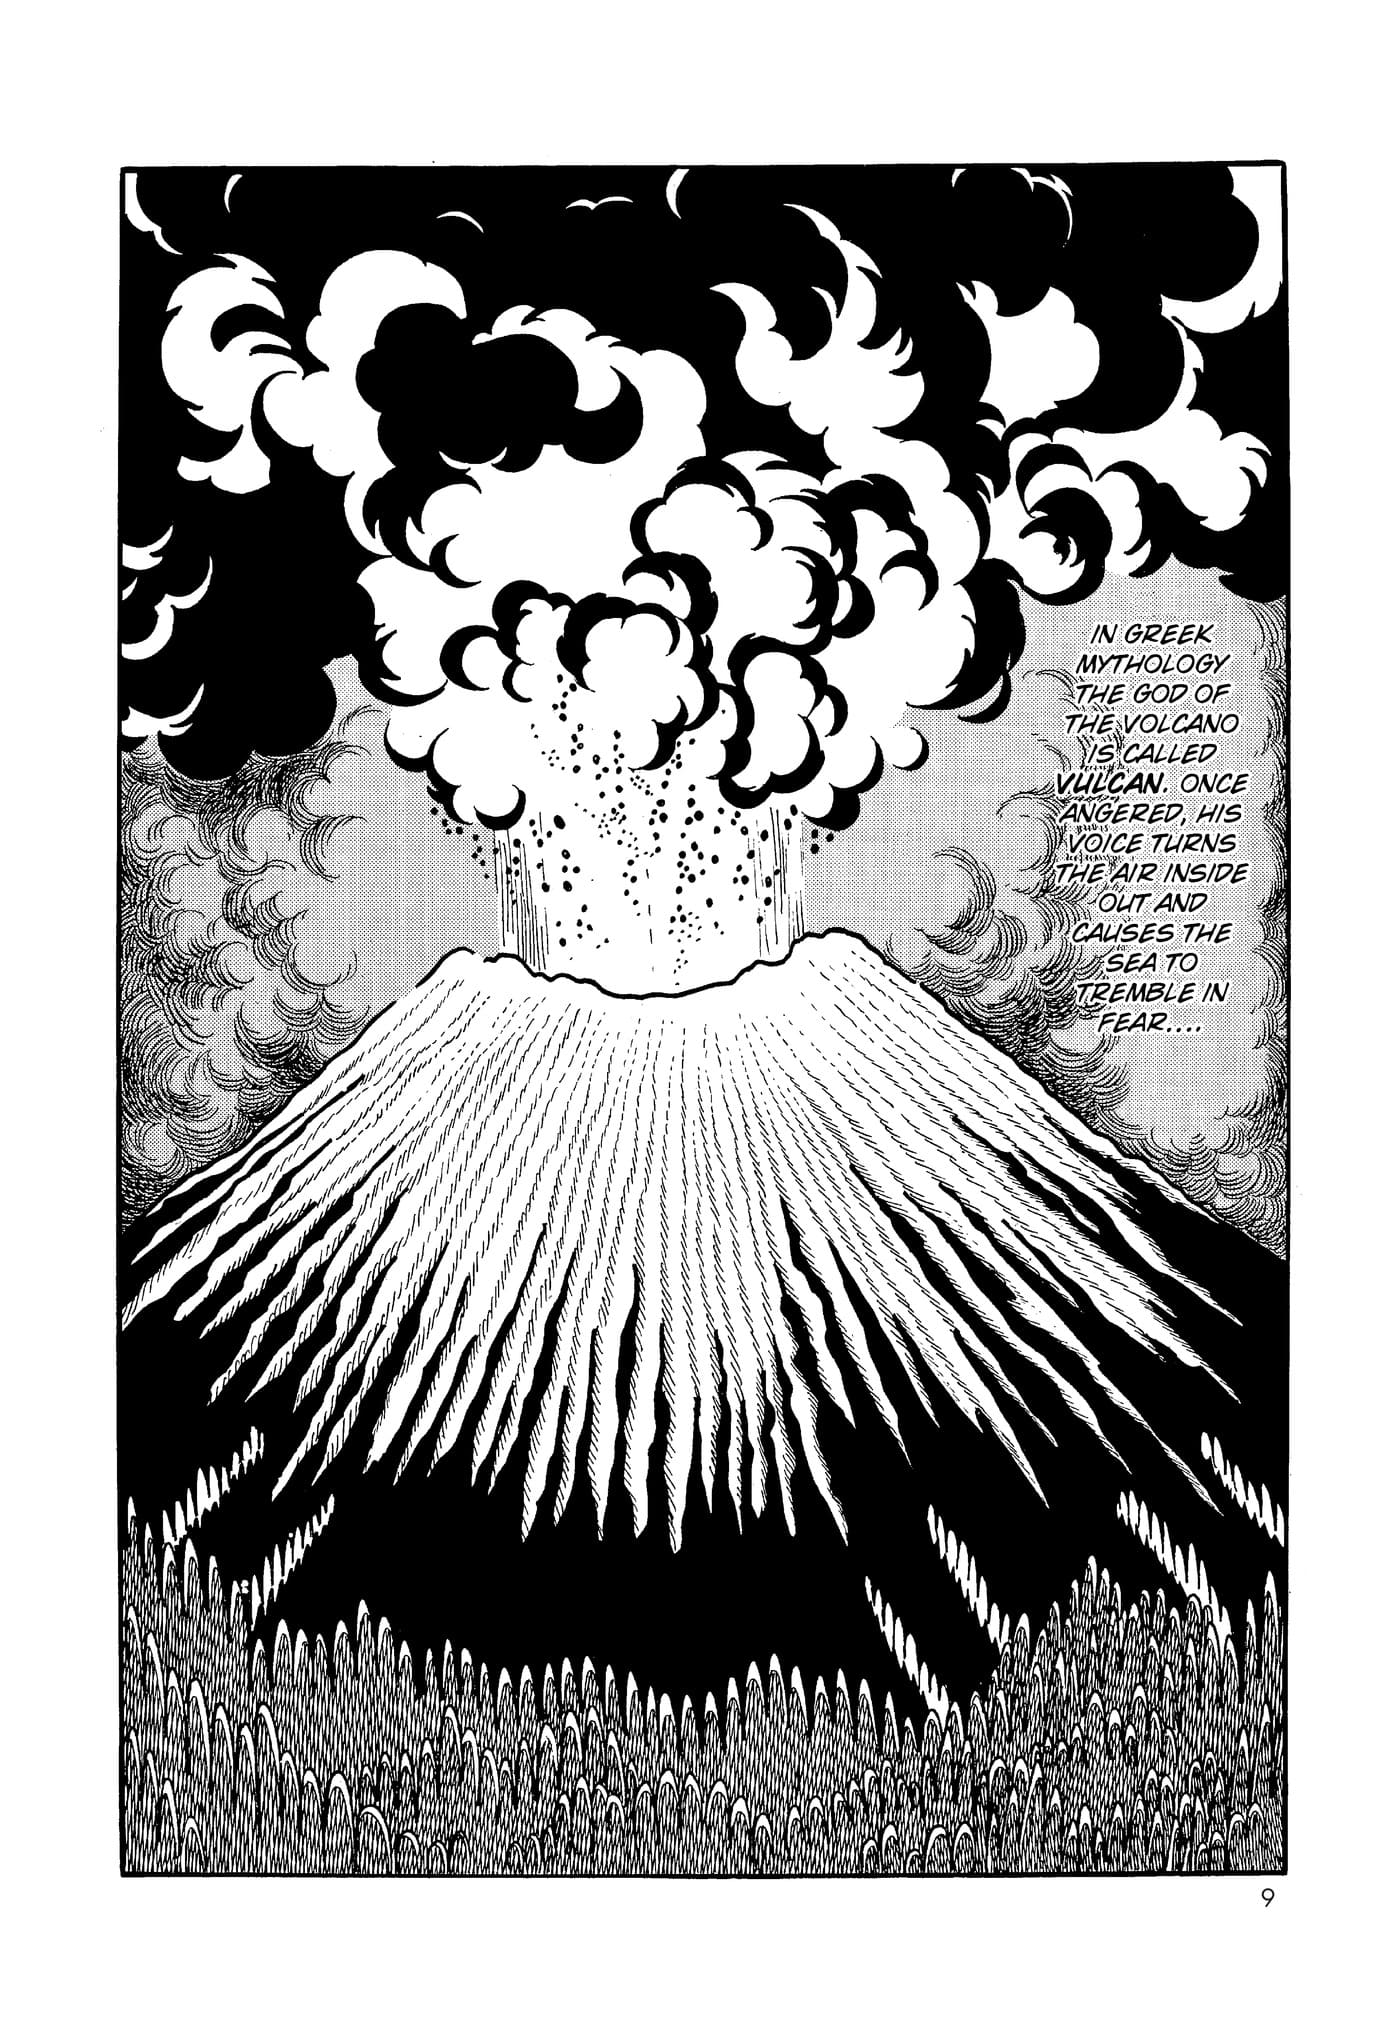 IN GREEK
MYTHOLOGY
THE GOD OF
THE VOLCANO
IS CALLED
VULCAN. ONCE
ANGERED, HIS
VOICE TURNS
THE AIR INSIDE
OUT AND
CAUSES THE
SEA TO
TREMBLE IN
FEAR....
9